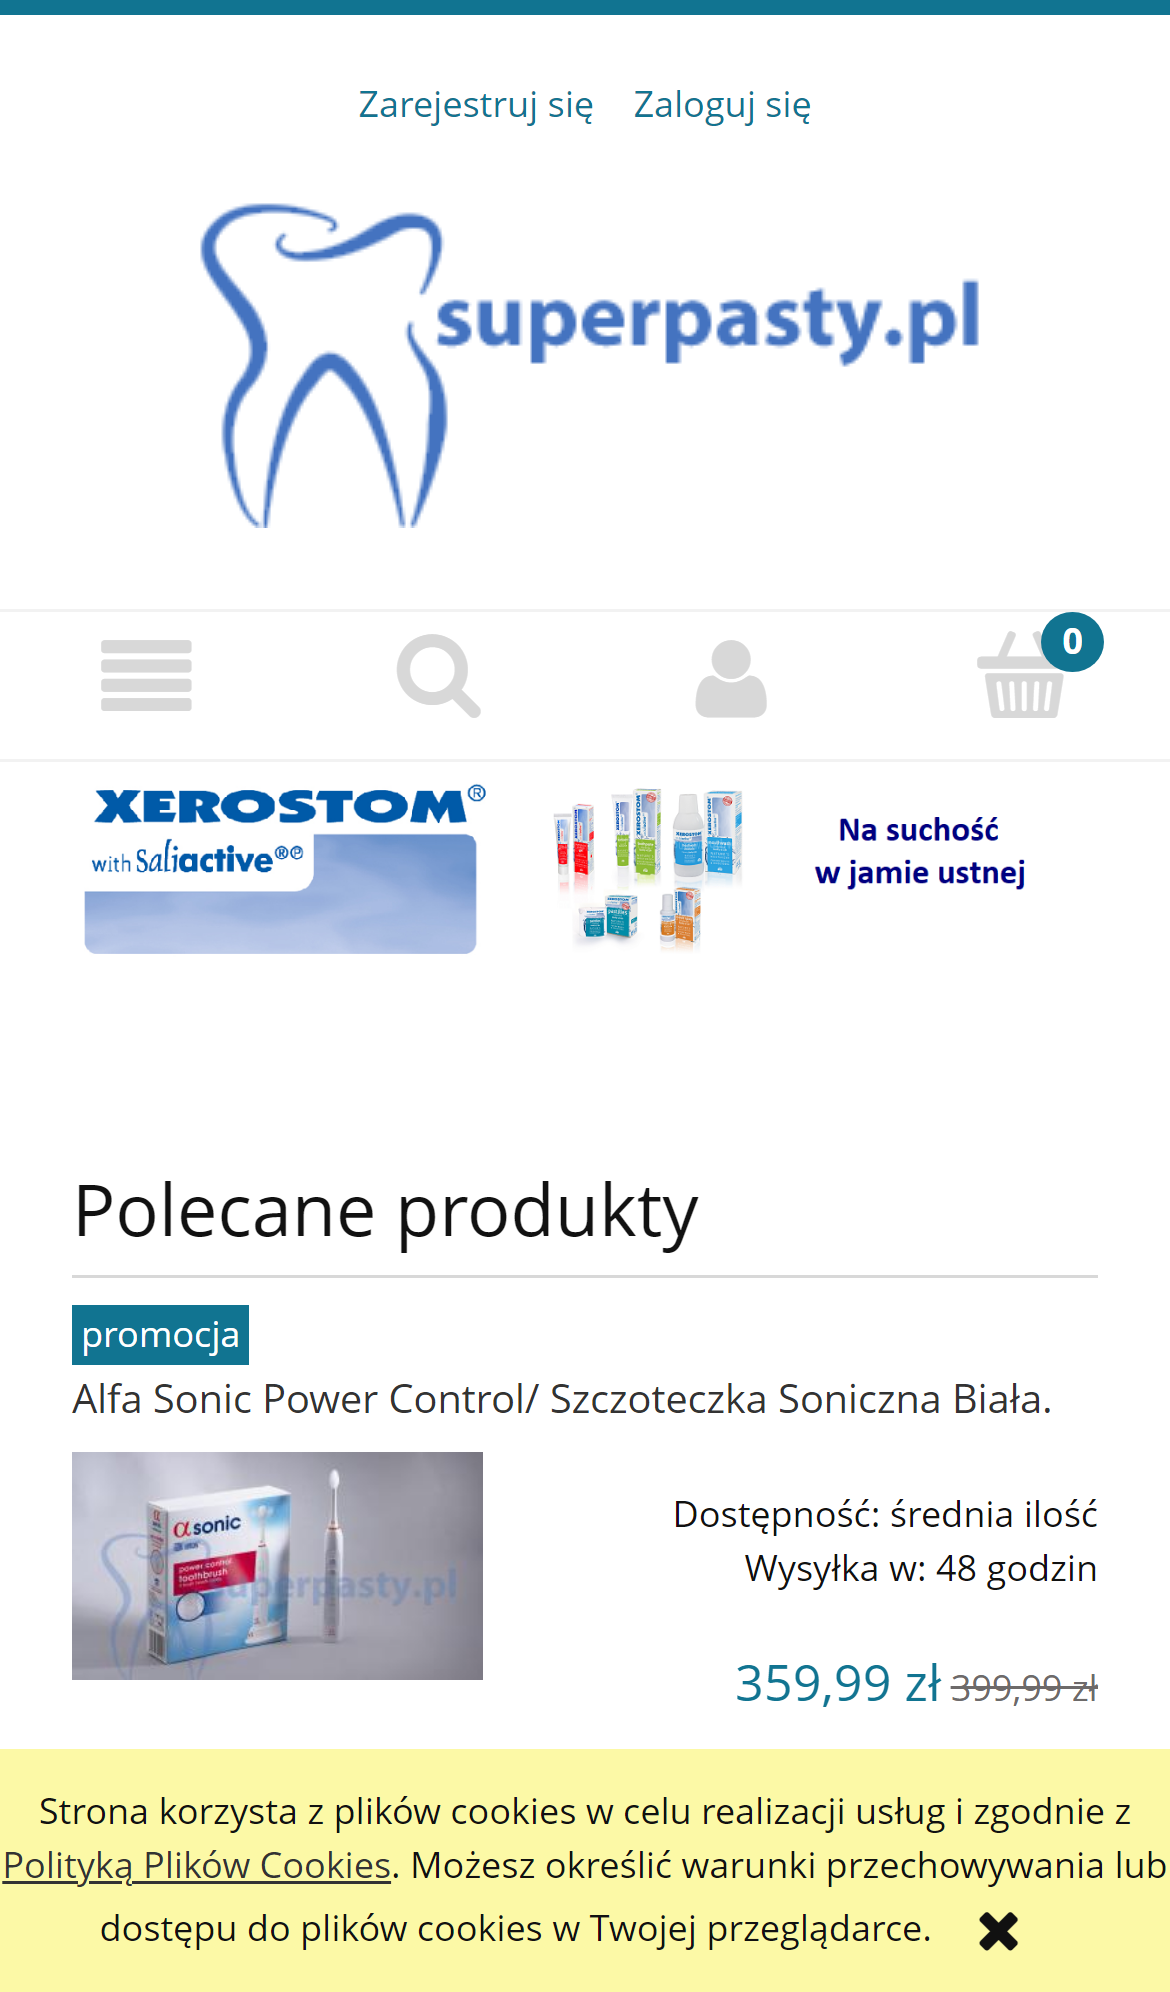 Zarejestruj się Zaloguj się
superpasty.pl
0
XEROSTOM®
with Saliactive®℗
Na suchość
w jamie ustnej
Polecane produkty
promocja
Alfa Sonic Power Control/ Szczoteczka Soniczna Biała.
α sonic
power control
toothbrush
superpasty.pl
Dostępność: średnia ilość
Wysyłka w: 48 godzin
359,99 zł 399,99 zł
Strona korzysta z plików cookies w celu realizacji usług i zgodnie z
Polityką Plików Cookies. Możesz określić warunki przechowywania lub
dostępu do plików cookies w Twojej przeglądarce.